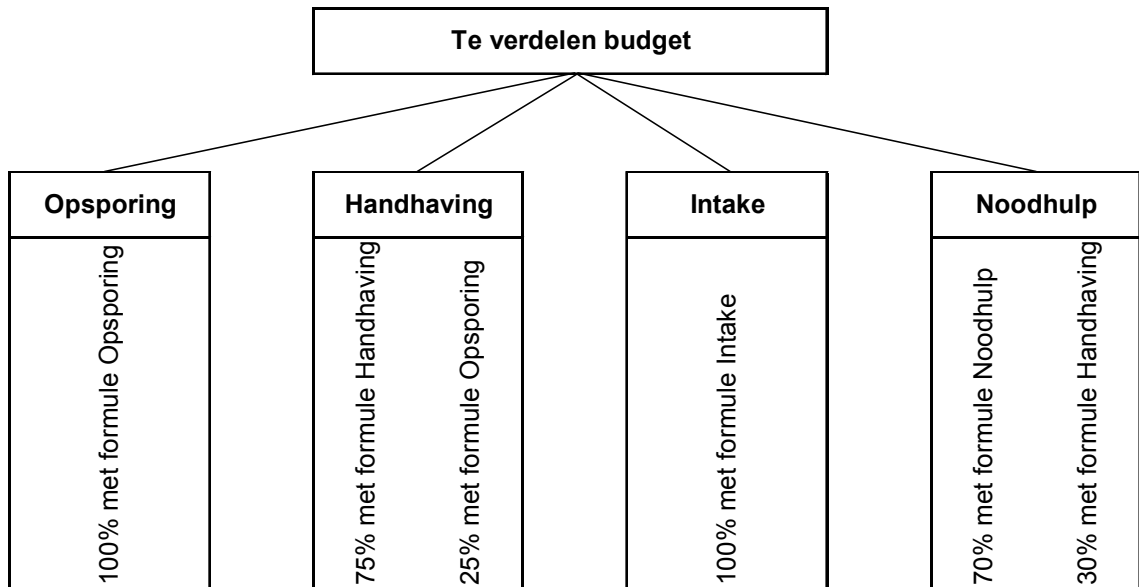 Te verdelen budget
Opsporing
Handhaving
Intake
Noodhulp
100% met formule Opsporing
75% met formule Handhaving
25% met formule Opsporing
100% met formule Intake
70% met formule Noodhulp
30% met formule Handhaving